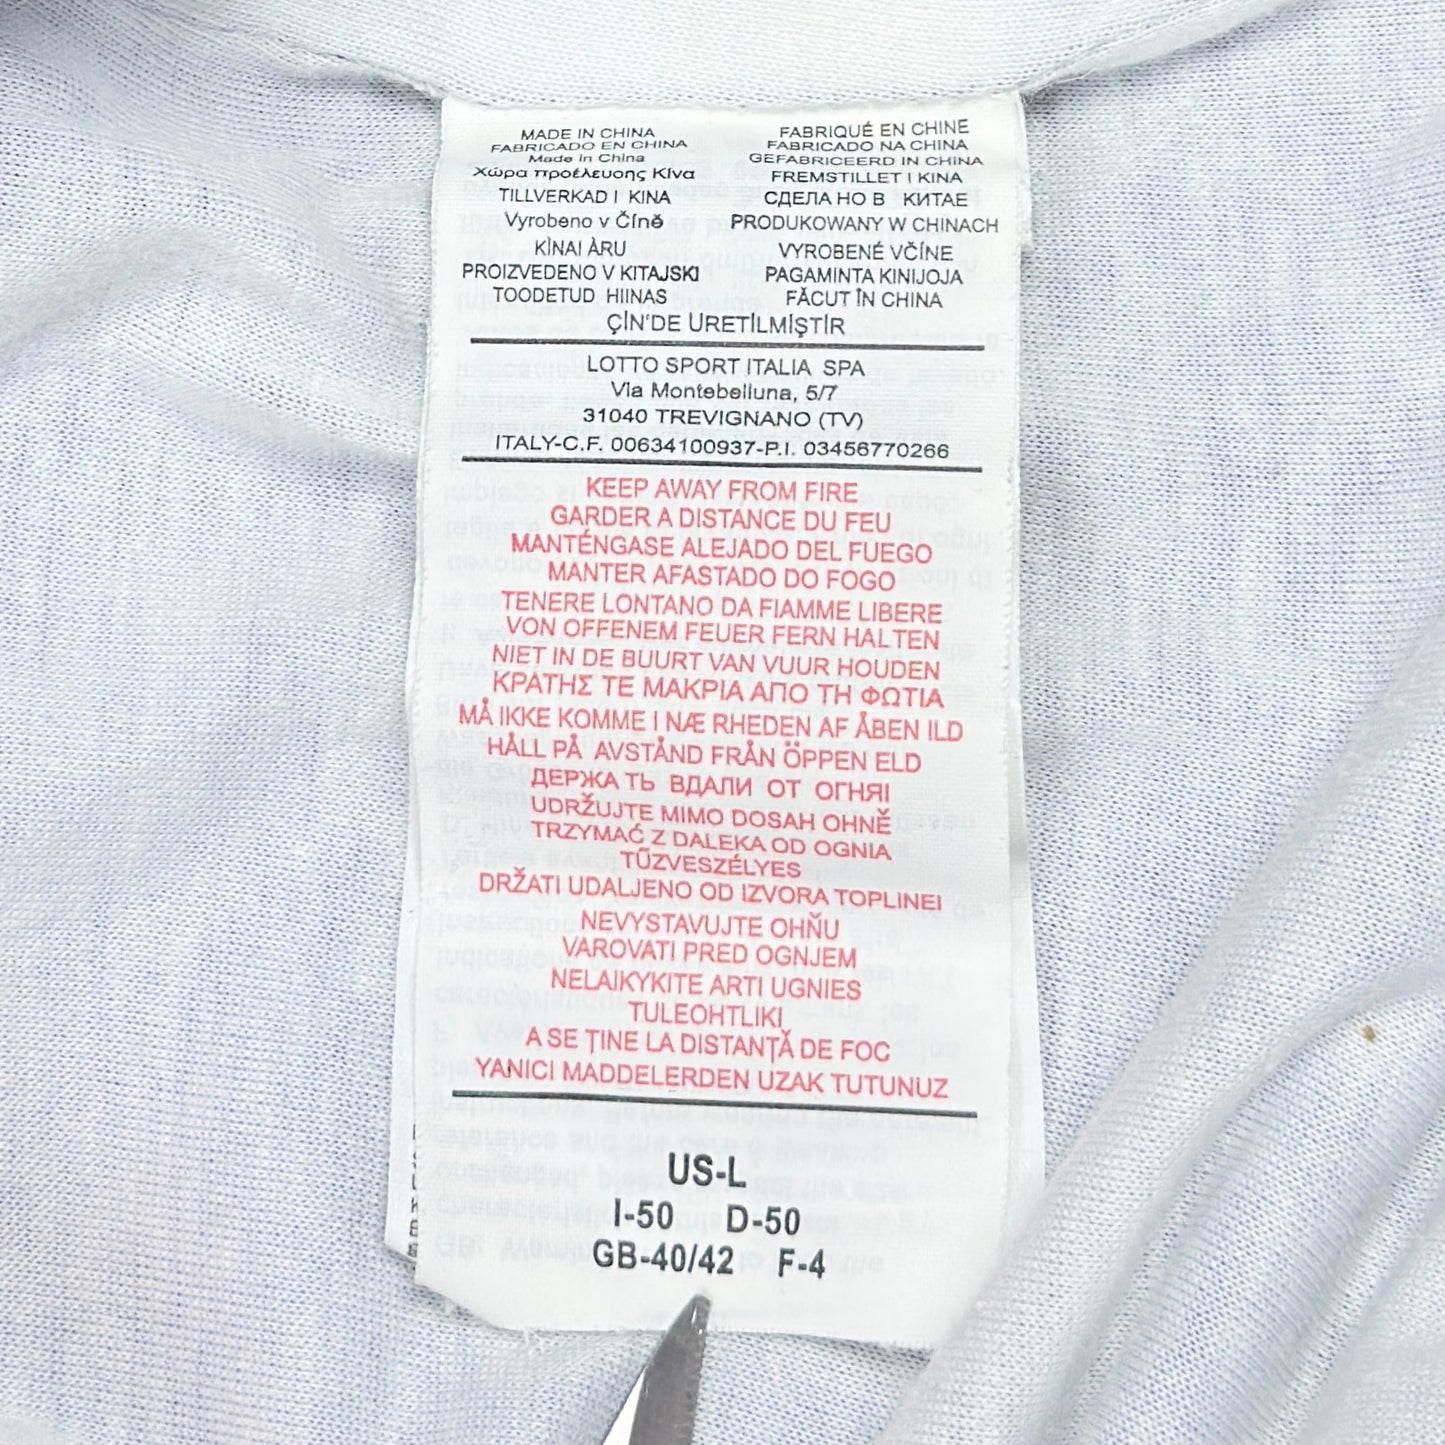 MADE IN CHINA
FABRICADO EN CHINA
Made In China
Χώρα προέλευσης Κίνα
TILLVERKAD I KINA
Vyrobeno v Číně
KÌNAI ÀRU
PROIZVEDENO V KITAJSKI
TOODETUD HIINAS
FABRIQUÉ EN CHINE
FABRICADO NA CHINA
GEFABRICEERD IN CHINA
FREMSTILLET I KINA
СДЕЛА НО В КИТАЕ
PRODUKOWANY W CHINACH
VYROBENÉ VČÍNE
PAGAMINTA KINIJOJA
FĂCUT ÎN CHINA
ÇİN'DE URETİLMİŞTİR
LOTTO SPORT ITALIA SPA
Via Montebelluna, 5/7
31040 TREVIGNANO (TV)
ITALY-C.F. 00634100937-P.I. 03456770266
KEEP AWAY FROM FIRE
GARDER A DISTANCE DU FEU
MANTÉNGASE ALEJADO DEL FUEGO
MANTER AFASTADO DO FOGO
TENERE LONTANO DA FIAMME LIBERE
VON OFFENEM FEUER FERN HALTEN
NIET IN DE BUURT VAN VUUR HOUDEN
ΚΡΑΤΗΣ ΤΕ ΜΑΚΡΙΑ ΑΠΟ ΤΗ ΦΩΤΙΑ
MÅ IKKE KOMME I NÆ RHEDEN AF ÅBEN ILD
HÅLL PÅ AVSTÅND FRÅN ÖPPEN ELD
ДЕРЖА ТЬ ВДАЛИ ОТ ОГНЯІ
UDRŽUJTE MIMO DOSAH OHNĚ
TRZYMAĆ Z DALEKA OD OGNIA
TŰZVESZÉLYES
DRŽATI UDALJENO OD IZVORA TOPLINEI
NEVYSTAVUJTE OHŇU
VAROVATI PRED OGNJEM
NELAIKYKITE ARTI UGNIES
TULEOHTLIKI
A SE ȚINE LA DISTANȚĂ DE FOC
YANICI MADDELERDEN UZAK TUTUNUZ
US-L
I-50 D-50
GB-40/42 F-4